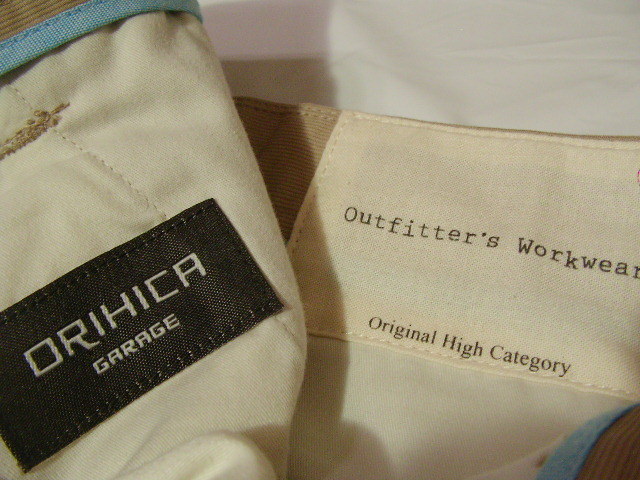 ORIHICA
GARAGE
Outfitter's Workwear
Original High Category